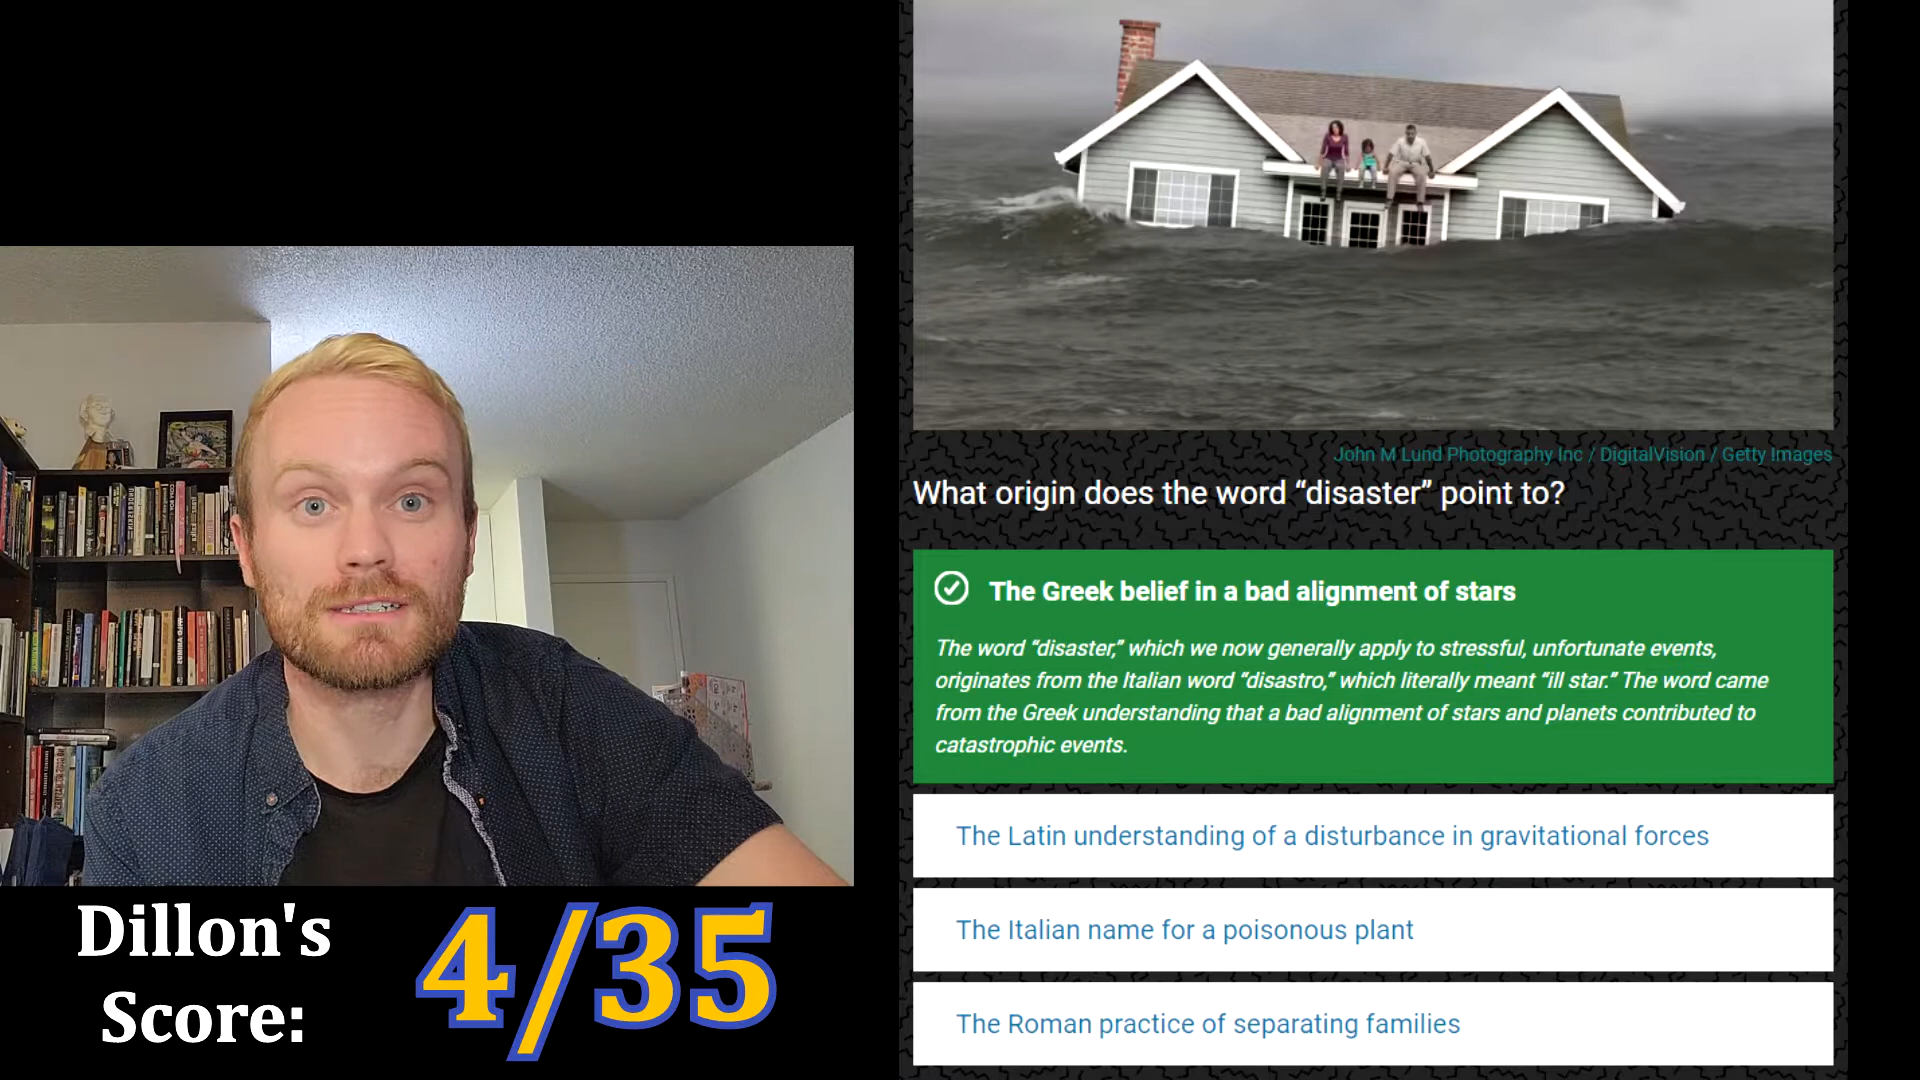 John M Lund Photography Inc / DigitalVision / Getty Images
What origin does the word “disaster” point to?
The Greek belief in a bad alignment of stars
The word “disaster,” which we now generally apply to stressful, unfortunate events,
originates from the Italian word “disastro,” which literally meant “ill star.” The word came
from the Greek understanding that a bad alignment of stars and planets contributed to
catastrophic events.
The Latin understanding of a disturbance in gravitational forces
The Italian name for a poisonous plant
The Roman practice of separating families
Dillon's
Score:
4/35